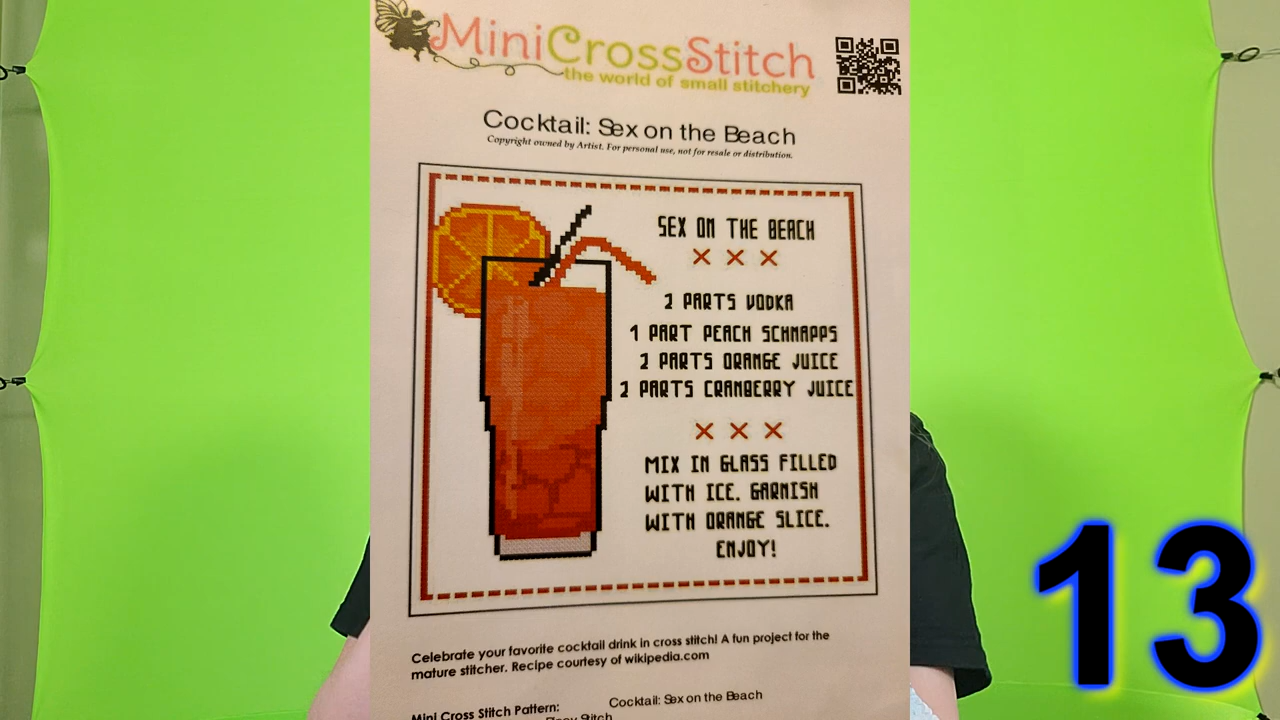 MiniCrossStitch
the world of small stitchery
Cocktail: Sex on the Beach
Copyright owned by Artist. For personal use, not for resale or distribution.
SEX ON THE BEACH
X X X
2 PARTS VODKA
1 PART PEACH SCHNAPPS
2 PARTS ORANGE JUICE
2 PARTS CRANBERRY JUICE
X X X
MIX IN GLASS FILLED
WITH ICE. GARNISH
WITH ORANGE SLICE.
ENJOY!
Celebrate your favorite cocktail drink in cross stitch! A fun project for the
mature stitcher. Recipe courtesy of wikipedia.com
Mini Cross Stitch Pattern: Cocktail: Sex on the Beach
Stitch
13